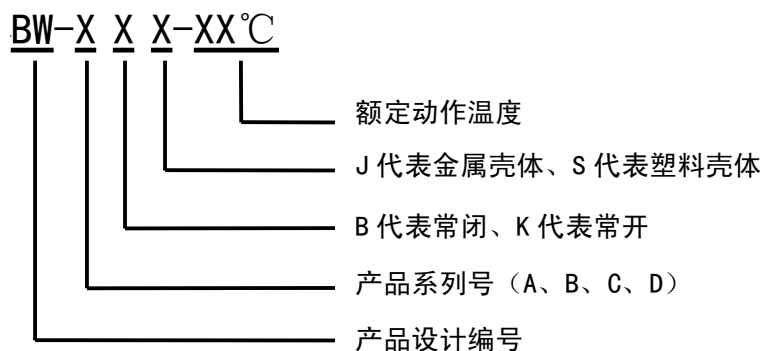 BW-X X X-XX℃
额定动作温度
J代表金属壳体、S代表塑料壳体
B代表常闭、K代表常开
产品系列号（A、B、C、D）
产品设计编号